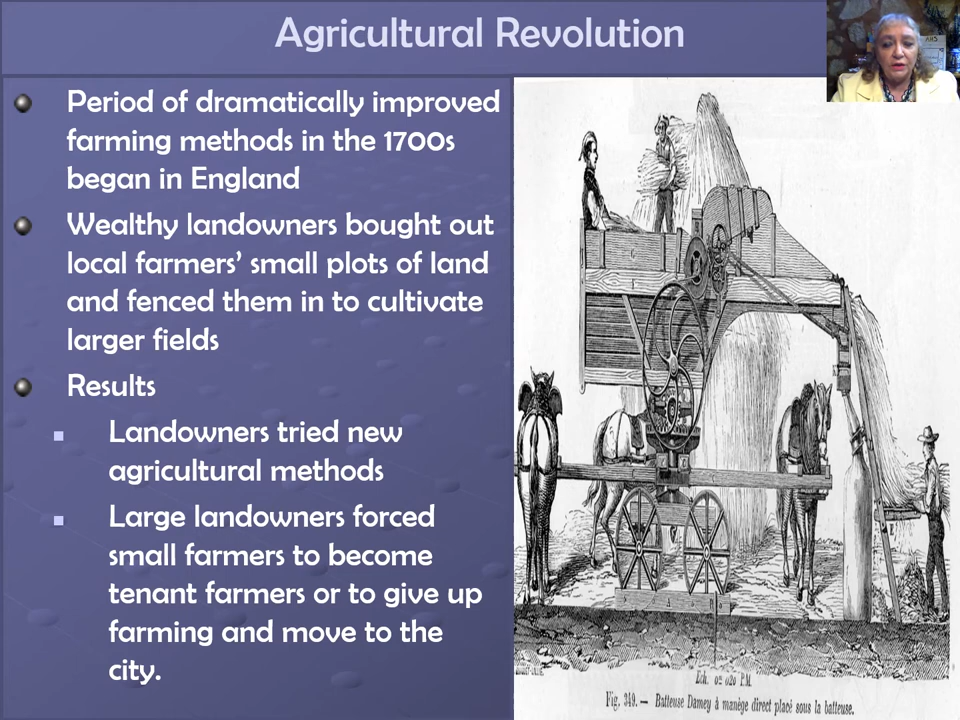 Agricultural Revolution
Period of dramatically improved
farming methods in the 1700s
began in England
Wealthy landowners bought out
local farmers' small plots of land
and fenced them in to cultivate
larger fields
Results
Landowners tried new
agricultural methods
Large landowners forced
small farmers to become
tenant farmers or to give up
farming and move to the
city.
Fig. 349. — Batteuse Damey à manège direct placé sous la batteuse.